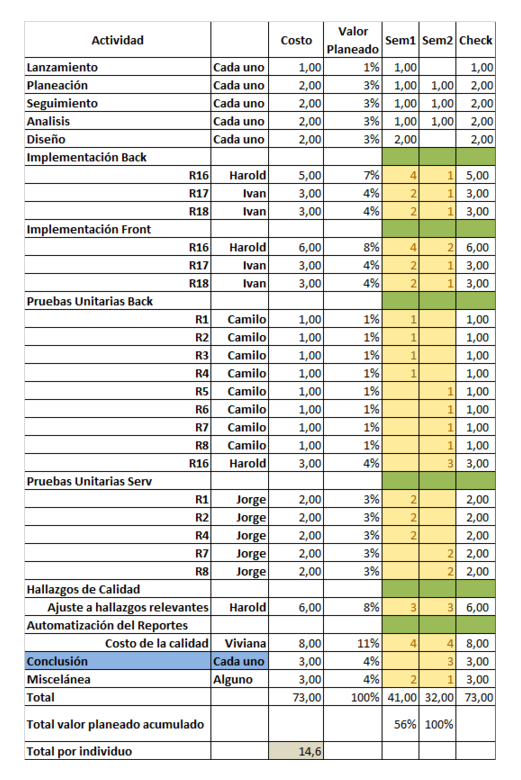 Actividad Costo Valor Planeado Sem1 Sem2 Check
Lanzamiento Cada uno 1,00 1% 1,00 1,00
Planeación Cada uno 2,00 3% 1,00 1,00 2,00
Seguimiento Cada uno 2,00 3% 1,00 1,00 2,00
Analisis Cada uno 2,00 3% 1,00 1,00 2,00
Diseño Cada uno 2,00 3% 2,00 2,00
Implementación Back
R16 Harold 5,00 7% 4 1 5,00
R17 Ivan 3,00 4% 2 1 3,00
R18 Ivan 3,00 4% 2 1 3,00
Implementación Front
R16 Harold 6,00 8% 4 2 6,00
R17 Ivan 3,00 4% 2 1 3,00
R18 Ivan 3,00 4% 2 1 3,00
Pruebas Unitarias Back
R1 Camilo 1,00 1% 1 1,00
R2 Camilo 1,00 1% 1 1,00
R3 Camilo 1,00 1% 1 1,00
R4 Camilo 1,00 1% 1 1,00
R5 Camilo 1,00 1% 1 1,00
R6 Camilo 1,00 1% 1 1,00
R7 Camilo 1,00 1% 1 1,00
R8 Camilo 1,00 1% 1 1,00
R16 Harold 3,00 4% 3 3,00
Pruebas Unitarias Serv
R1 Jorge 2,00 3% 2 2,00
R2 Jorge 2,00 3% 2 2,00
R4 Jorge 2,00 3% 2 2,00
R7 Jorge 2,00 3% 2 2,00
R8 Jorge 2,00 3% 2 2,00
Hallazgos de Calidad
Ajuste a hallazgos relevantes Harold 6,00 8% 3 3 6,00
Automatización del Reportes
Costo de la calidad Viviana 8,00 11% 4 4 8,00
Conclusión Cada uno 3,00 4% 3 3,00
Miscelánea Alguno 3,00 4% 2 1 3,00
Total 73,00 100% 41,00 32,00 73,00
Total valor planeado acumulado 56% 100%
Total por individuo 14,6